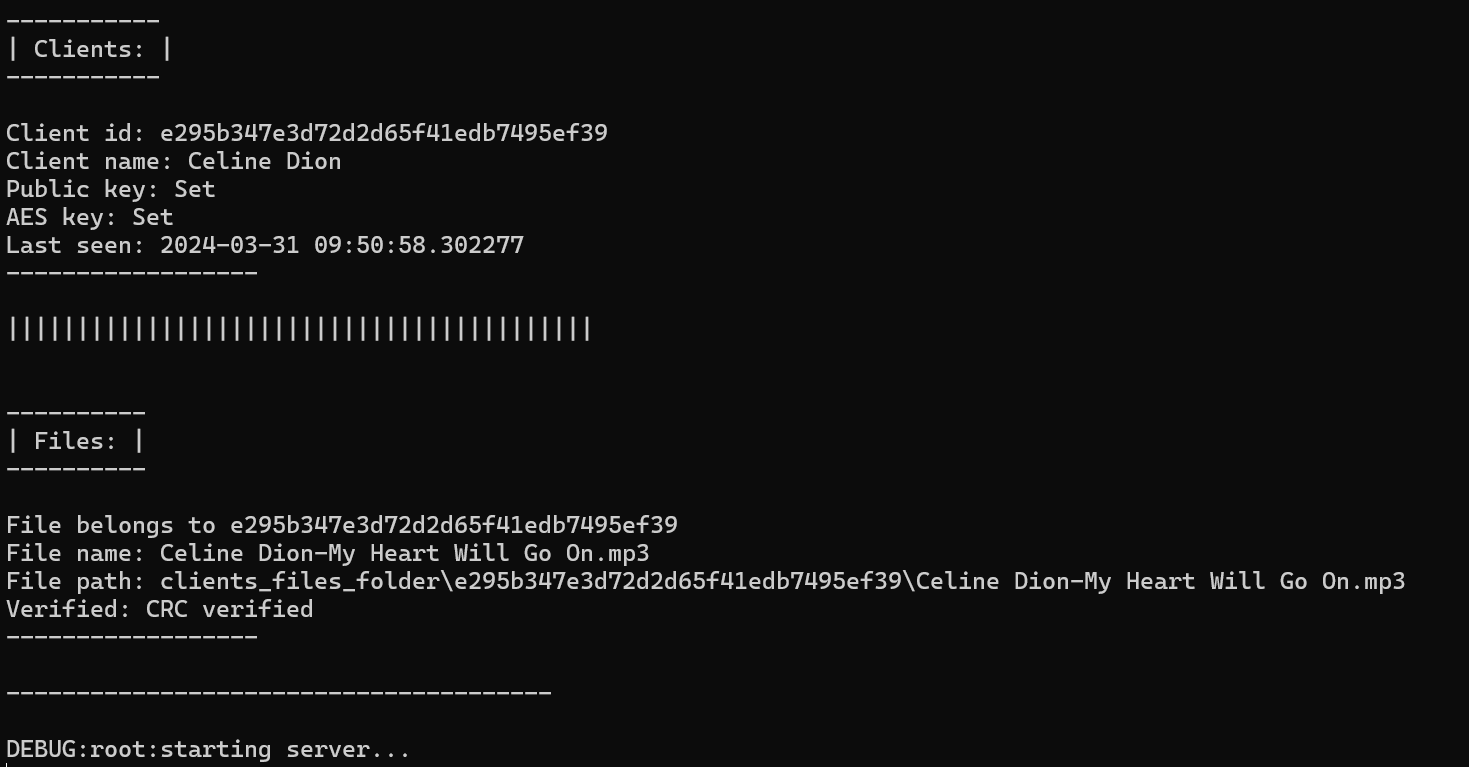 -----------
| Clients: |
-----------
Client id: e295b347e3d72d2d65f41edb7495ef39
Client name: Celine Dion
Public key: Set
AES key: Set
Last seen: 2024-03-31 09:50:58.302277
------------------
||||||||||||||||||||||||||||||||||||||||||
----------
| Files: |
----------
File belongs to e295b347e3d72d2d65f41edb7495ef39
File name: Celine Dion-My Heart Will Go On.mp3
File path: clients_files_folder\e295b347e3d72d2d65f41edb7495ef39\Celine Dion-My Heart Will Go On.mp3
Verified: CRC verified
------------------
---------------------------------------
DEBUG:root:starting server...